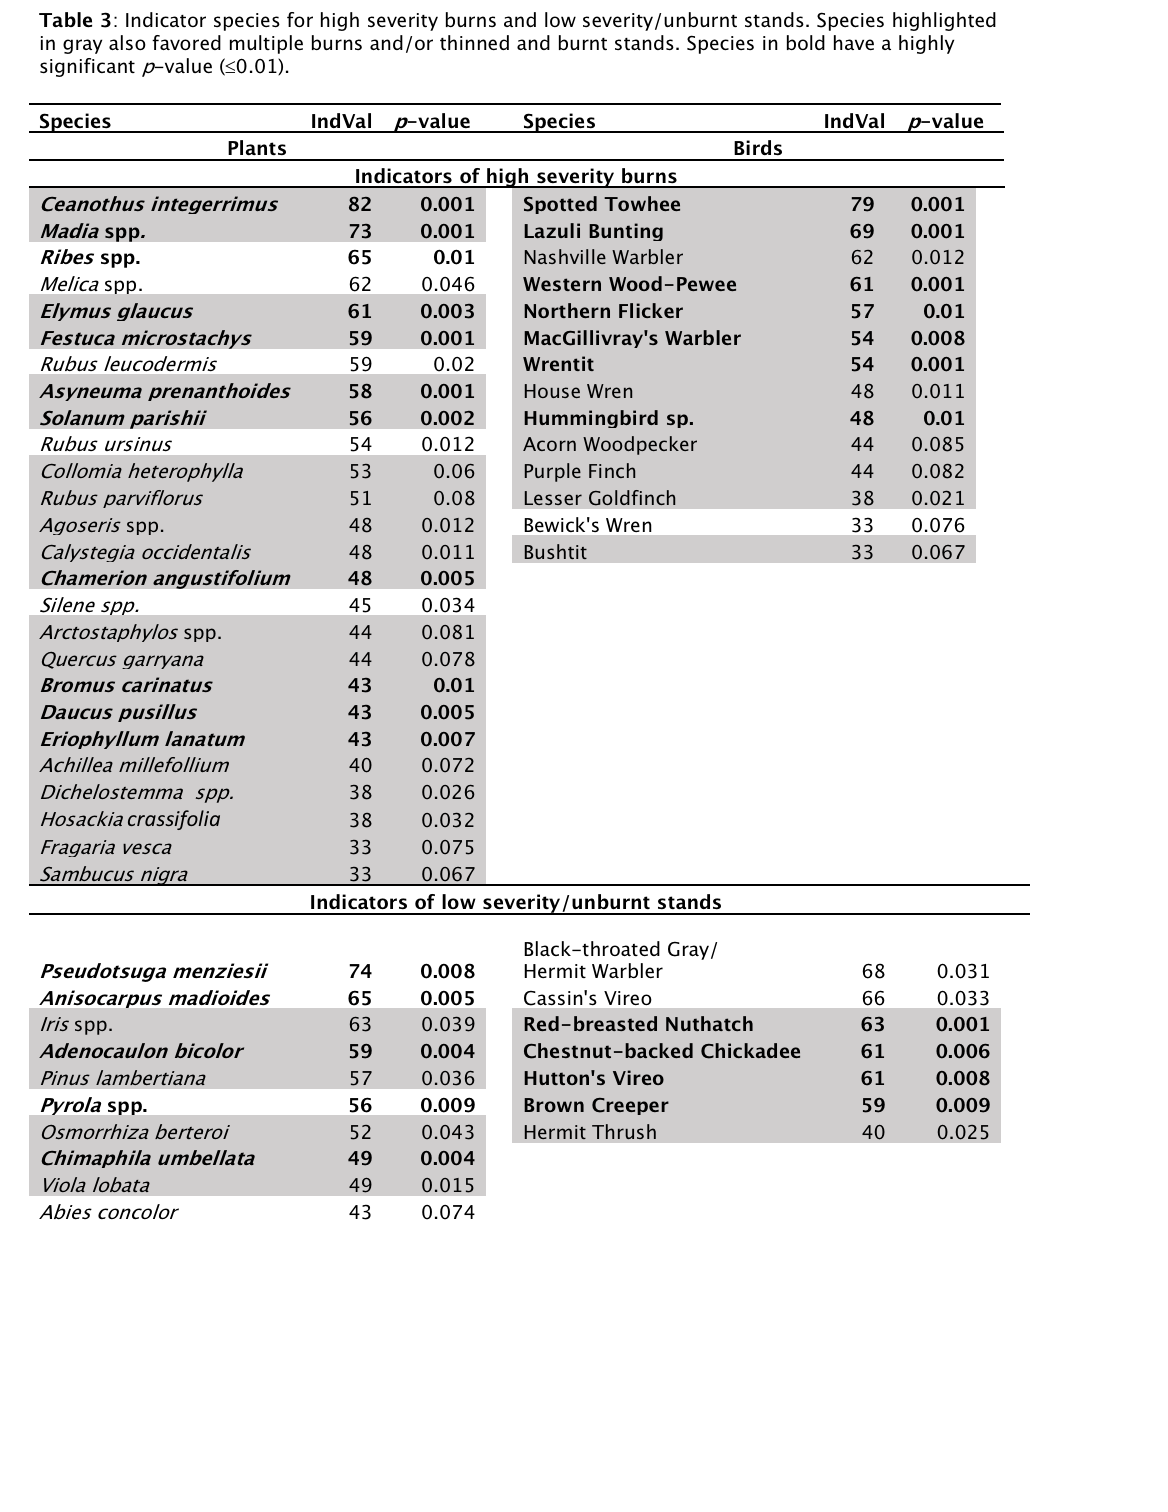 Table 3: Indicator species for high severity burns and low severity/unburnt stands. Species highlighted
in gray also favored multiple burns and/or thinned and burnt stands. Species in bold have a highly
significant p-value (≤0.01).
Species IndVal p-value Species IndVal p-value
Plants Birds
Indicators of high severity burns
Ceanothus integerrimus 82 0.001 Spotted Towhee 79 0.001
Madia spp. 73 0.001 Lazuli Bunting 69 0.001
Ribes spp. 65 0.01 Nashville Warbler 62 0.012
Melica spp. 62 0.046 Western Wood-Pewee 61 0.001
Elymus glaucus 61 0.003 Northern Flicker 57 0.01
Festuca microstachys 59 0.001 MacGillivray's Warbler 54 0.008
Rubus leucodermis 59 0.02 Wrentit 54 0.001
Asyneuma prenanthoides 58 0.001 House Wren 48 0.011
Solanum parishii 56 0.002 Hummingbird sp. 48 0.01
Rubus ursinus 54 0.012 Acorn Woodpecker 44 0.085
Collomia heterophylla 53 0.06 Purple Finch 44 0.082
Rubus parviflorus 51 0.08 Lesser Goldfinch 38 0.021
Agoseris spp. 48 0.012 Bewick's Wren 33 0.076
Calystegia occidentalis 48 0.011 Bushtit 33 0.067
Chamerion angustifolium 48 0.005
Silene spp. 45 0.034
Arctostaphylos spp. 44 0.081
Quercus garryana 44 0.078
Bromus carinatus 43 0.01
Daucus pusillus 43 0.005
Eriophyllum lanatum 43 0.007
Achillea millefollium 40 0.072
Dichelostemma spp. 38 0.026
Hosackia crassifolia 38 0.032
Fragaria vesca 33 0.075
Sambucus nigra 33 0.067
Indicators of low severity/unburnt stands
Black-throated Gray/
Pseudotsuga menziesii 74 0.008 Hermit Warbler 68 0.031
Anisocarpus madioides 65 0.005 Cassin's Vireo 66 0.033
Iris spp. 63 0.039 Red-breasted Nuthatch 63 0.001
Adenocaulon bicolor 59 0.004 Chestnut-backed Chickadee 61 0.006
Pinus lambertiana 57 0.036 Hutton's Vireo 61 0.008
Pyrola spp. 56 0.009 Brown Creeper 59 0.009
Osmorrhiza berteroi 52 0.043 Hermit Thrush 40 0.025
Chimaphila umbellata 49 0.004
Viola lobata 49 0.015
Abies concolor 43 0.074